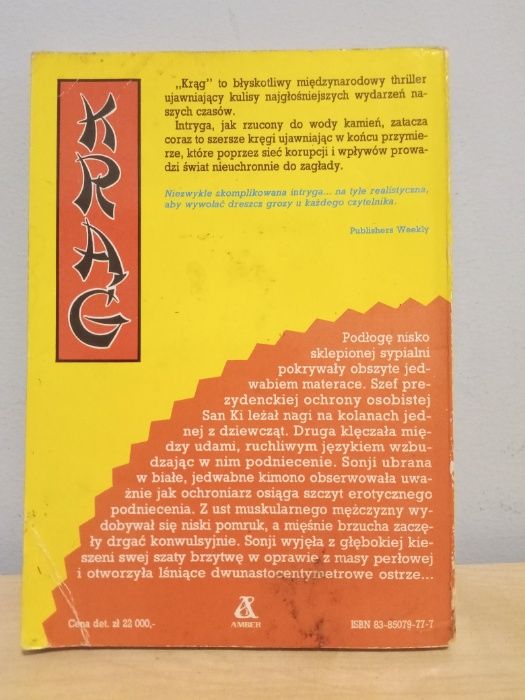 KRĄG
„Krąg” to błyskotliwy międzynarodowy thriller
ujawniający kulisy najgłośniejszych wydarzeń na-
szych czasów.
Intryga, jak rzucony do wody kamień, zatacza
coraz to szersze kręgi ujawniając w końcu przymie-
rze, które poprzez sieć korupcji i wpływów prowa-
dzi świat nieuchronnie do zagłady.
Niezwykle skomplikowana intryga... na tyle realistyczna,
aby wywołać dreszcz grozy u każdego czytelnika.
Publishers Weekly
Podłogę nisko
sklepionej sypialni
pokrywały obszyte jed-
wabiem materace. Szef pre-
zydenckiej ochrony osobistej
San Ki leżał nagi na kolanach jed-
nej z dziewcząt. Druga klęczała mię-
dzy udami, ruchliwym językiem wzbu-
dzając w nim podniecenie. Sonji ubrana
w białe, jedwabne kimono obserwowała uwa-
żnie jak ochroniarz osiąga szczyt erotycznego
podniecenia. Z ust muskularnego mężczyzny wy-
dobywał się niski pomruk, a mięśnie brzucha zaczę-
ły drgać konwulsyjnie. Sonji wyjęła z głębokiej kie-
szeni swej szaty brzytwę w oprawie z masy perłowej
i otworzyła lśniące dwunastocentymetrowe ostrze...
Cena det. zł 22 000,-
AMBER
ISBN 83-85079-77-7